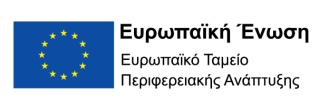 Ευρωπαϊκή Ένωση
Ευρωπαϊκό Ταμείο
Περιφερειακής Ανάπτυξης